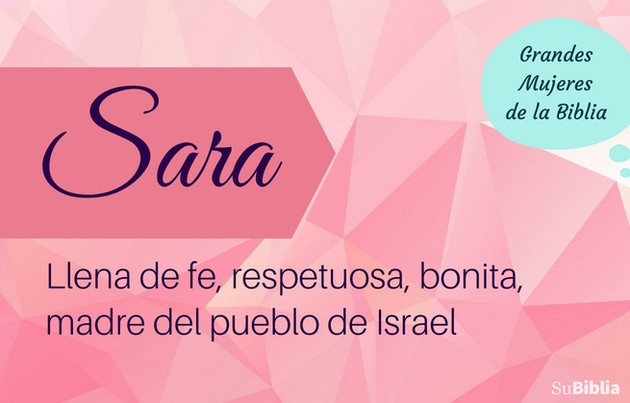 Grandes
Mujeres
de la Biblia
Sara
Llena de fe, respetuosa, bonita,
madre del pueblo de Israel
SuBiblia